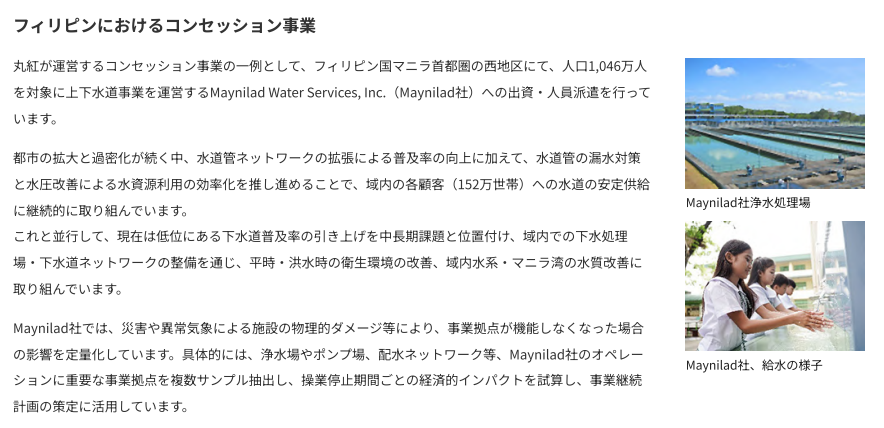 フィリピンにおけるコンセッション事業
丸紅が運営するコンセッション事業の一例として、フィリピン国マニラ首都圏の西地区にて、人口1,046万人
を対象に上下水道事業を運営するMaynilad Water Services, Inc.（Maynilad社）への出資・人員派遣を行って
います。
都市の拡大と過密化が続く中、水道管ネットワークの拡張による普及率の向上に加えて、水道管の漏水対策
と水圧改善による水資源利用の効率化を推し進めることで、域内の各顧客（152万世帯）への水道の安定供給
に継続的に取り組んでいます。
これと並行して、現在は低位にある下水道普及率の引き上げを中長期課題と位置付け、域内での下水処理
場・下水道ネットワークの整備を通じ、平時・洪水時の衛生環境の改善、域内水系・マニラ湾の水質改善に
取り組んでいます。
Maynilad社では、災害や異常気象による施設の物理的ダメージ等により、事業拠点が機能しなくなった場合
の影響を定量化しています。具体的には、浄水場やポンプ場、配水ネットワーク等、Maynilad社のオペレー
ションに重要な事業拠点を複数サンプル抽出し、操業停止期間ごとの経済的インパクトを試算し、事業継続
計画の策定に活用しています。
Maynilad社浄水処理場
Maynilad社、給水の様子